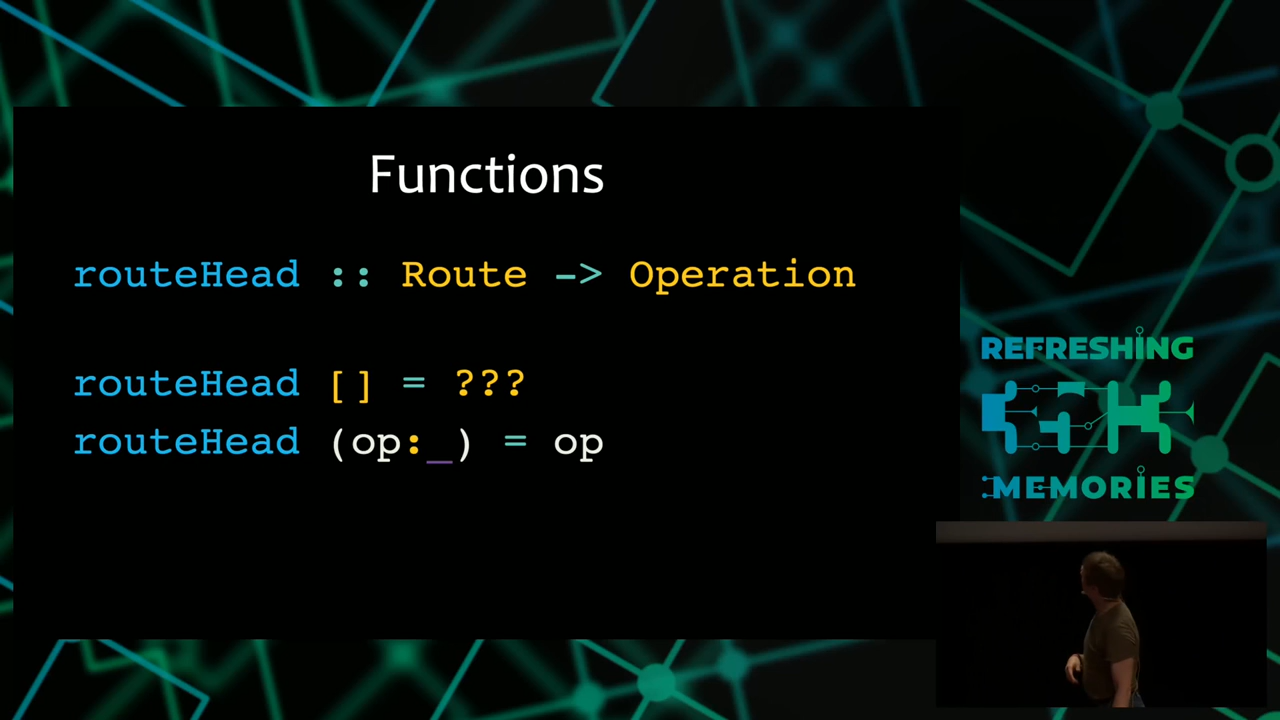 Functions
routeHead :: Route -> Operation
routeHead [] = ???
routeHead (op:_) = op
REFRESHING
MEMORIES